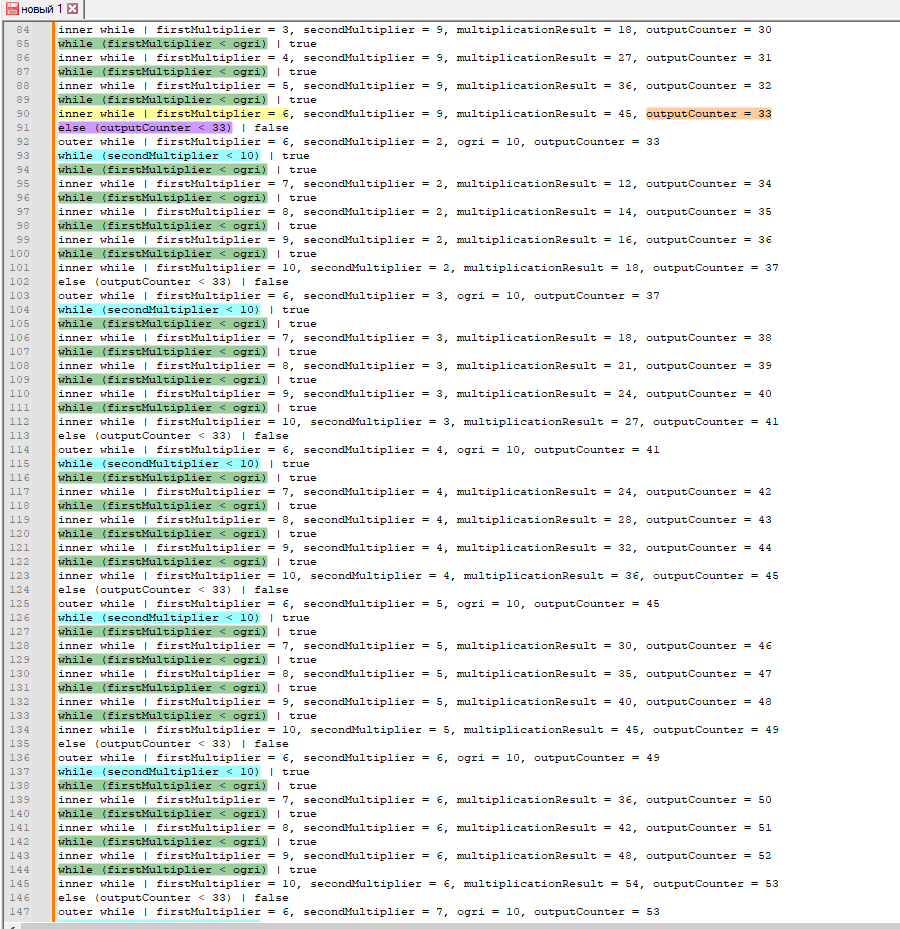 новый 1
84 inner while | firstMultiplier = 3, secondMultiplier = 9, multiplicationResult = 18, outputCounter = 30
85 while (firstMultiplier < ogri) | true
86 inner while | firstMultiplier = 4, secondMultiplier = 9, multiplicationResult = 27, outputCounter = 31
87 while (firstMultiplier < ogri) | true
88 inner while | firstMultiplier = 5, secondMultiplier = 9, multiplicationResult = 36, outputCounter = 32
89 while (firstMultiplier < ogri) | true
90 inner while | firstMultiplier = 6, secondMultiplier = 9, multiplicationResult = 45, outputCounter = 33
91 else (outputCounter < 33) | false
92 outer while | firstMultiplier = 6, secondMultiplier = 2, ogri = 10, outputCounter = 33
93 while (secondMultiplier < 10) | true
94 while (firstMultiplier < ogri) | true
95 inner while | firstMultiplier = 7, secondMultiplier = 2, multiplicationResult = 12, outputCounter = 34
96 while (firstMultiplier < ogri) | true
97 inner while | firstMultiplier = 8, secondMultiplier = 2, multiplicationResult = 14, outputCounter = 35
98 while (firstMultiplier < ogri) | true
99 inner while | firstMultiplier = 9, secondMultiplier = 2, multiplicationResult = 16, outputCounter = 36
100 while (firstMultiplier < ogri) | true
101 inner while | firstMultiplier = 10, secondMultiplier = 2, multiplicationResult = 18, outputCounter = 37
102 else (outputCounter < 33) | false
103 outer while | firstMultiplier = 6, secondMultiplier = 3, ogri = 10, outputCounter = 37
104 while (secondMultiplier < 10) | true
105 while (firstMultiplier < ogri) | true
106 inner while | firstMultiplier = 7, secondMultiplier = 3, multiplicationResult = 18, outputCounter = 38
107 while (firstMultiplier < ogri) | true
108 inner while | firstMultiplier = 8, secondMultiplier = 3, multiplicationResult = 21, outputCounter = 39
109 while (firstMultiplier < ogri) | true
110 inner while | firstMultiplier = 9, secondMultiplier = 3, multiplicationResult = 24, outputCounter = 40
111 while (firstMultiplier < ogri) | true
112 inner while | firstMultiplier = 10, secondMultiplier = 3, multiplicationResult = 27, outputCounter = 41
113 else (outputCounter < 33) | false
114 outer while | firstMultiplier = 6, secondMultiplier = 4, ogri = 10, outputCounter = 41
115 while (secondMultiplier < 10) | true
116 while (firstMultiplier < ogri) | true
117 inner while | firstMultiplier = 7, secondMultiplier = 4, multiplicationResult = 24, outputCounter = 42
118 while (firstMultiplier < ogri) | true
119 inner while | firstMultiplier = 8, secondMultiplier = 4, multiplicationResult = 28, outputCounter = 43
120 while (firstMultiplier < ogri) | true
121 inner while | firstMultiplier = 9, secondMultiplier = 4, multiplicationResult = 32, outputCounter = 44
122 while (firstMultiplier < ogri) | true
123 inner while | firstMultiplier = 10, secondMultiplier = 4, multiplicationResult = 36, outputCounter = 45
124 else (outputCounter < 33) | false
125 outer while | firstMultiplier = 6, secondMultiplier = 5, ogri = 10, outputCounter = 45
126 while (secondMultiplier < 10) | true
127 while (firstMultiplier < ogri) | true
128 inner while | firstMultiplier = 7, secondMultiplier = 5, multiplicationResult = 30, outputCounter = 46
129 while (firstMultiplier < ogri) | true
130 inner while | firstMultiplier = 8, secondMultiplier = 5, multiplicationResult = 35, outputCounter = 47
131 while (firstMultiplier < ogri) | true
132 inner while | firstMultiplier = 9, secondMultiplier = 5, multiplicationResult = 40, outputCounter = 48
133 while (firstMultiplier < ogri) | true
134 inner while | firstMultiplier = 10, secondMultiplier = 5, multiplicationResult = 45, outputCounter = 49
135 else (outputCounter < 33) | false
136 outer while | firstMultiplier = 6, secondMultiplier = 6, ogri = 10, outputCounter = 49
137 while (secondMultiplier < 10) | true
138 while (firstMultiplier < ogri) | true
139 inner while | firstMultiplier = 7, secondMultiplier = 6, multiplicationResult = 36, outputCounter = 50
140 while (firstMultiplier < ogri) | true
141 inner while | firstMultiplier = 8, secondMultiplier = 6, multiplicationResult = 42, outputCounter = 51
142 while (firstMultiplier < ogri) | true
143 inner while | firstMultiplier = 9, secondMultiplier = 6, multiplicationResult = 48, outputCounter = 52
144 while (firstMultiplier < ogri) | true
145 inner while | firstMultiplier = 10, secondMultiplier = 6, multiplicationResult = 54, outputCounter = 53
146 else (outputCounter < 33) | false
147 outer while | firstMultiplier = 6, secondMultiplier = 7, ogri = 10, outputCounter = 53